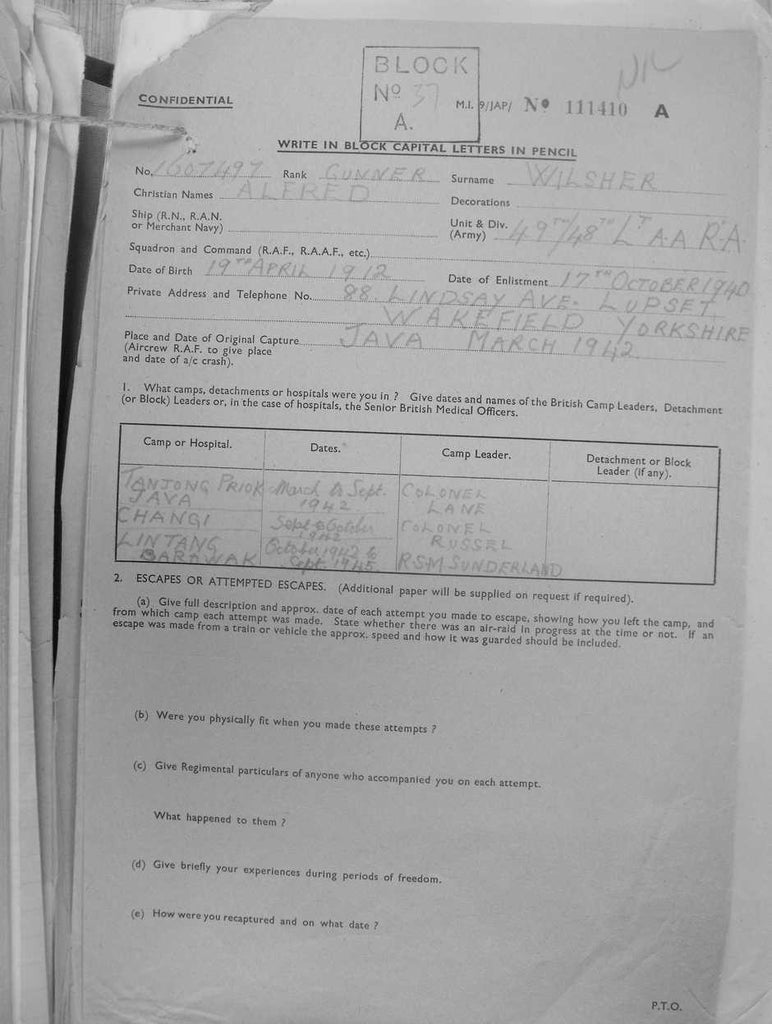 BLOCK
Nº 37
A.
NIL
CONFIDENTIAL
M.I. 9/JAP/ Nº 111410 A
WRITE IN BLOCK CAPITAL LETTERS IN PENCIL
No. 1607497 Rank GUNNER Surname WILSHER
Christian Names ALFRED Decorations
Ship (R.N., R.A.N.
or Merchant Navy)
Unit & Div.
(Army) 49TH/48TH LT A.A R.A.
Squadron and Command (R.A.F., R.A.A.F., etc.)
Date of Birth 19TH APRIL 1912 Date of Enlistment 17TH OCTOBER 1940
Private Address and Telephone No. 88. LINDSAY AVE. LUPSET
WAKEFIELD YORKSHIRE
Place and Date of Original Capture JAVA MARCH 1942
(Aircrew R.A.F. to give place
and date of a/c crash).
1. What camps, detachments or hospitals were you in ? Give dates and names of the British Camp Leaders, Detachment
(or Block) Leaders or, in the case of hospitals, the Senior British Medical Officers.
Camp or Hospital. Dates. Camp Leader. Detachment or Block
Leader (if any).
TANJONG PRIOK March to Sept. COLONEL
JAVA 1942 LANE
CHANGI Sept to October COLONEL
1942 RUSSEL
LINTANG October 1942 to RSM SUNDERLAND
SARAWAK Sept. 1945.
2. ESCAPES OR ATTEMPTED ESCAPES. (Additional paper will be supplied on request if required).
(a) Give full description and approx. date of each attempt you made to escape, showing how you left the camp, and
from which camp each attempt was made. State whether there was an air-raid in progress at the time or not. If an
escape was made from a train or vehicle the approx. speed and how it was guarded should be included.
(b) Were you physically fit when you made these attempts ?
(c) Give Regimental particulars of anyone who accompanied you on each attempt.
What happened to them ?
(d) Give briefly your experiences during periods of freedom.
(e) How were you recaptured and on what date ?
P.T.O.